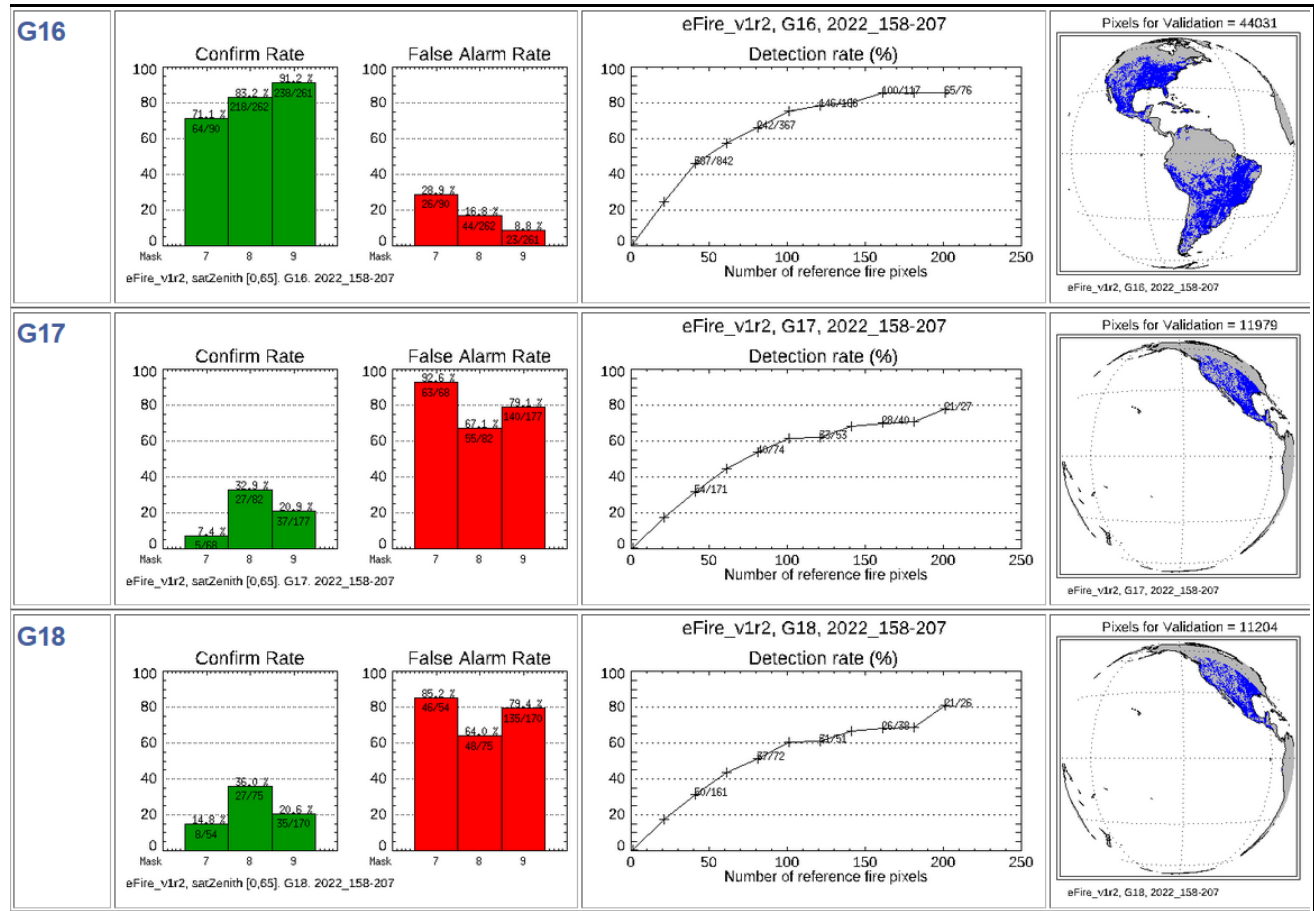 G16
Confirm Rate
100
80
60
40
20
0
71.1 %
64/90
83.2 %
218/262
91.2 %
238/261
Mask 7 8 9
False Alarm Rate
100
80
60
40
20
0
28.9 %
26/90
16.8 %
44/262
8.8 %
23/261
Mask 7 8 9
eFire_v1r2, satZenith [0,65]. G16. 2022_158-207
eFire_v1r2, G16, 2022_158-207
Detection rate (%)
100
80
60
40
20
0
387/842
242/367
100/117
65/76
0 50 100 150 200 250
Number of reference fire pixels
Pixels for Validation = 44031
eFire_v1r2, G16, 2022_158-207
G17
Confirm Rate
100
80
60
40
20
0
7.4 %
5/68
32.9 %
27/82
20.9 %
37/177
Mask 7 8 9
False Alarm Rate
100
80
60
40
20
0
92.6 %
63/68
67.1 %
55/82
79.1 %
140/177
Mask 7 8 9
eFire_v1r2, satZenith [0,65]. G17. 2022_158-207
eFire_v1r2, G17, 2022_158-207
Detection rate (%)
100
80
60
40
20
0
54/171
40/74
33/53
28/40
21/27
0 50 100 150 200 250
Number of reference fire pixels
Pixels for Validation = 11979
eFire_v1r2, G17, 2022_158-207
G18
Confirm Rate
100
80
60
40
20
0
14.8 %
8/54
36.0 %
27/75
20.6 %
35/170
Mask 7 8 9
False Alarm Rate
100
80
60
40
20
0
85.2 %
46/54
64.0 %
48/75
79.4 %
135/170
Mask 7 8 9
eFire_v1r2, satZenith [0,65]. G18. 2022_158-207
eFire_v1r2, G18, 2022_158-207
Detection rate (%)
100
80
60
40
20
0
50/161
37/72
31/51
26/38
21/26
0 50 100 150 200 250
Number of reference fire pixels
Pixels for Validation = 11204
eFire_v1r2, G18, 2022_158-207